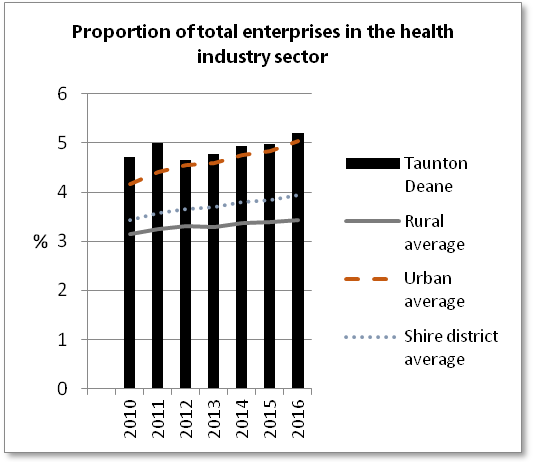 Proportion of total enterprises in the health
industry sector
6
5
4
3
2
1
0
%
2010
2011
2012
2013
2014
2015
2016
Taunton
Deane
Rural
average
Urban
average
Shire district
average